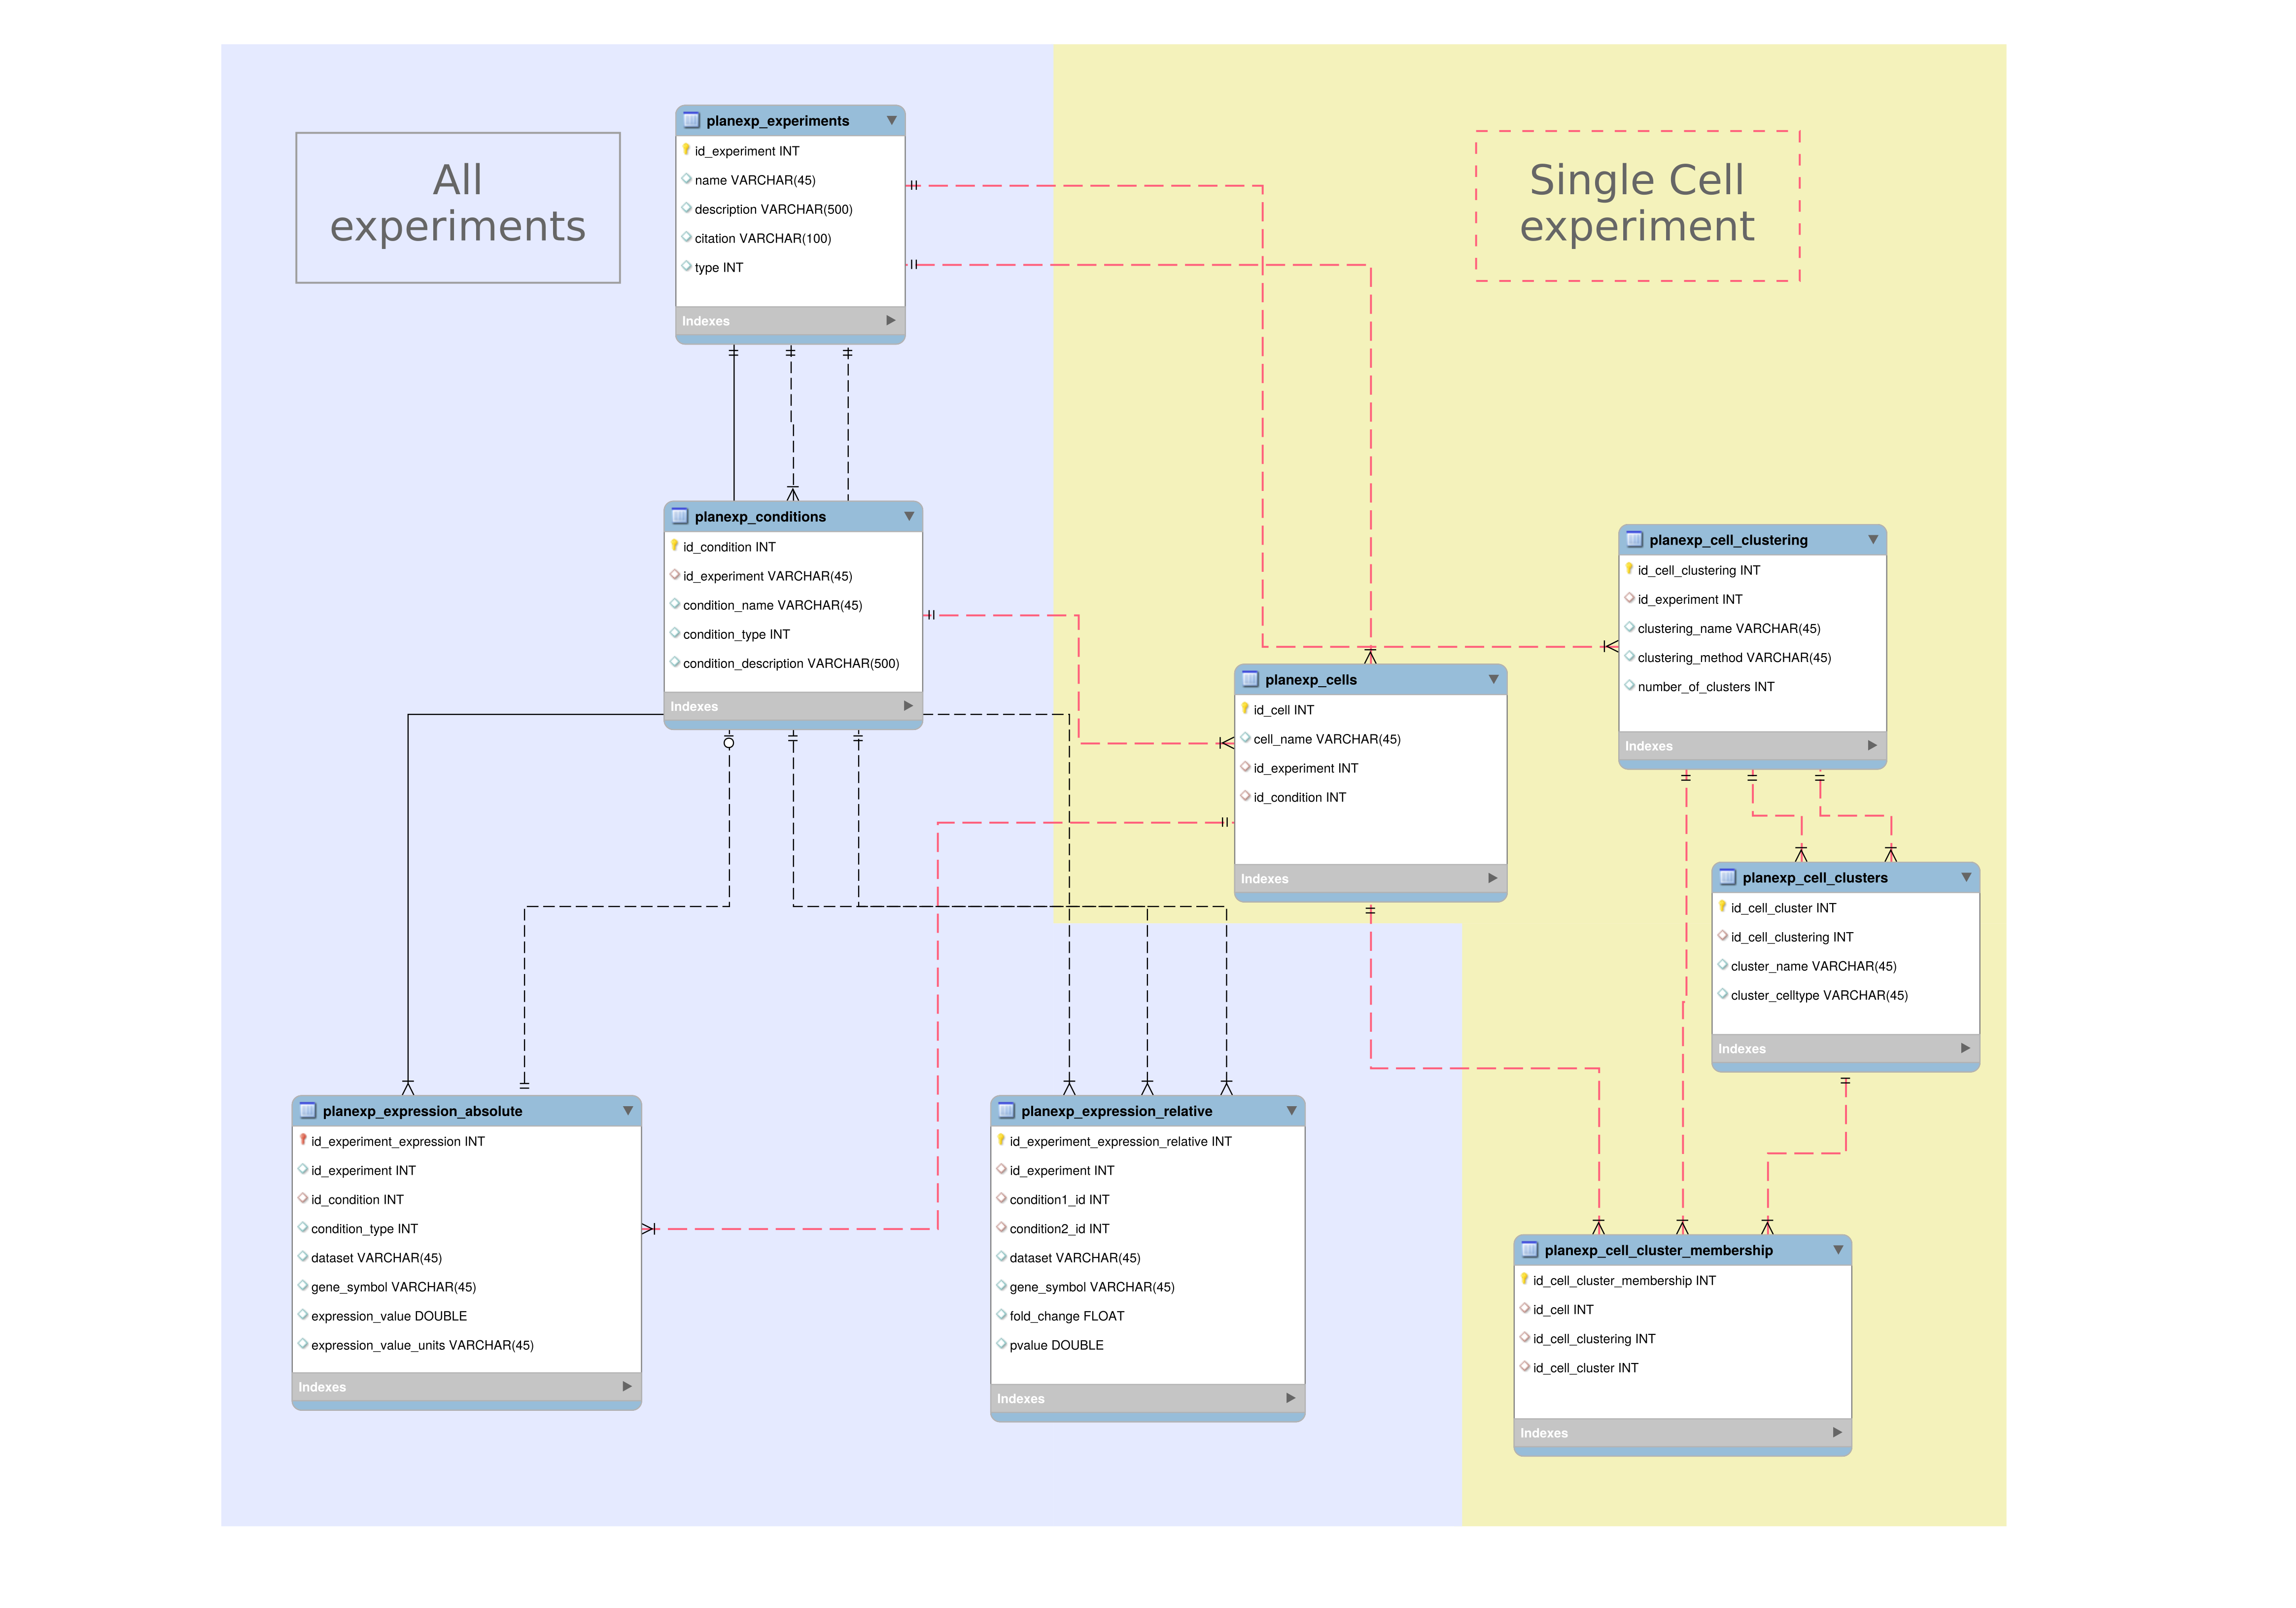 All
experiments
planexp_experiments
id_experiment INT
name VARCHAR(45)
description VARCHAR(500)
citation VARCHAR(100)
type INT
Indexes
Single Cell
experiment
planexp_conditions
id_condition INT
id_experiment VARCHAR(45)
condition_name VARCHAR(45)
condition_type INT
condition_description VARCHAR(500)
Indexes
planexp_cells
id_cell INT
cell_name VARCHAR(45)
id_experiment INT
id_condition INT
Indexes
planexp_cell_clustering
id_cell_clustering INT
id_experiment INT
clustering_name VARCHAR(45)
clustering_method VARCHAR(45)
number_of_clusters INT
Indexes
planexp_cell_clusters
id_cell_cluster INT
id_cell_clustering INT
cluster_name VARCHAR(45)
cluster_celltype VARCHAR(45)
Indexes
planexp_expression_absolute
id_experiment_expression INT
id_experiment INT
id_condition INT
condition_type INT
dataset VARCHAR(45)
gene_symbol VARCHAR(45)
expression_value DOUBLE
expression_value_units VARCHAR(45)
Indexes
planexp_expression_relative
id_experiment_expression_relative INT
id_experiment INT
condition1_id INT
condition2_id INT
dataset VARCHAR(45)
gene_symbol VARCHAR(45)
fold_change FLOAT
pvalue DOUBLE
Indexes
planexp_cell_cluster_membership
id_cell_cluster_membership INT
id_cell INT
id_cell_clustering INT
id_cell_cluster INT
Indexes